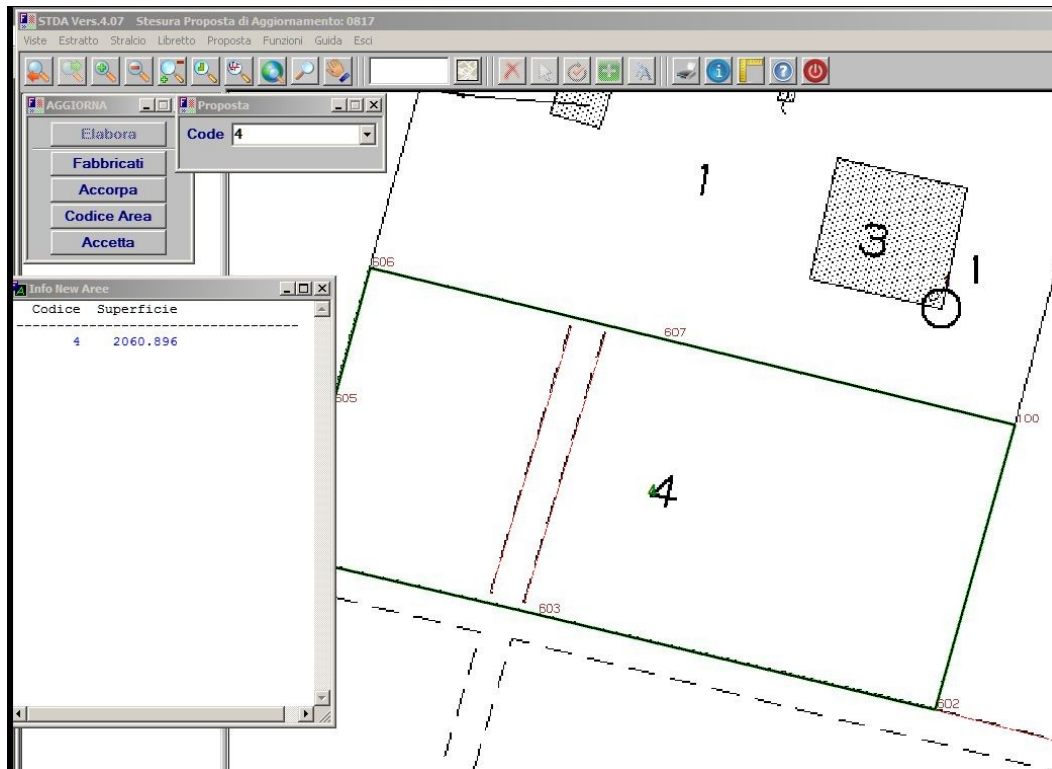 STDA Vers.4.07 Stesura Proposta di Aggiornamento: 0817
Viste Estratto Stralcio Libretto Proposta Funzioni Guida Esci
AGGIORNA
Elabora
Fabbricati
Accorpa
Codice Area
Accetta
Proposta
Code 4
Info New Aree
Codice Superficie
------------------------------------
4 2060.896
1
3
1
606
607
605
100
4
603
602